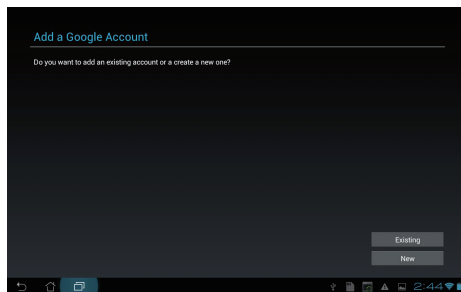 Add a Google Account
Do you want to add an existing account or a create a new one?
Existing
New
2:44